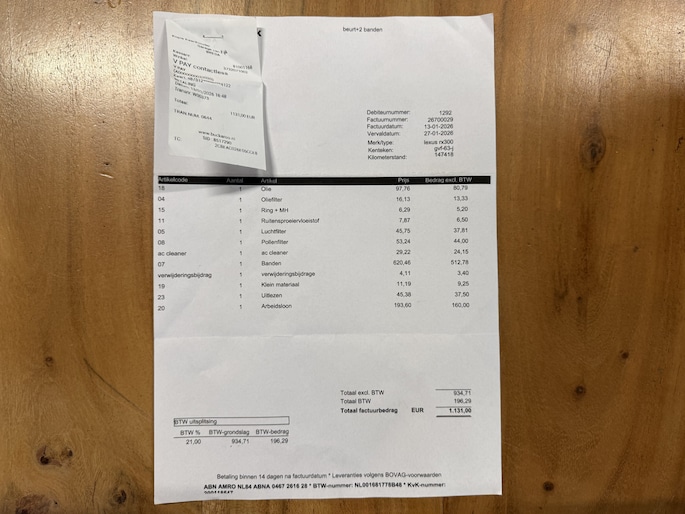 beurt+2 banden
V PAY contactless
V PAY
Totaal:
1131,00 EUR
Debiteurnummer: 1292
Factuurnummer: 26700029
Factuurdatum: 13-01-2026
Vervaldatum: 27-01-2026
Merk/type: lexus rx300
Kenteken: gvf-63-j
Kilometerstand: 147416
Artikelcode Aantal Artikel Prijs Bedrag excl. BTW
18 1 Olie 97,76 80,79
04 1 Oliefilter 16,13 13,33
15 1 Ring + MH 6,29 5,20
11 1 Ruitensproeiervloeistof 7,87 6,50
05 1 Luchtfilter 45,75 37,81
08 1 Pollenfilter 53,24 44,00
ac cleaner 1 ac cleaner 29,22 24,15
07 1 Banden 620,46 512,78
verwijderingsbijdrag 1 verwijderingsbijdrage 4,11 3,40
19 1 Klein materiaal 11,19 9,25
23 1 Uitlezen 45,38 37,50
20 1 Arbeidsloon 193,60 160,00
Totaal excl. BTW 934,71
Totaal BTW 196,29
Totaal factuurbedrag EUR 1.131,00
BTW uitsplitsing
BTW % BTW-grondslag BTW-bedrag
21,00 934,71 196,29
Betaling binnen 14 dagen na factuurdatum * Leveranties volgens BOVAG-voorwaarden
ABN AMRO NL84 ABNA 0467 2616 28 * BTW-nummer: NL001681776B48 * KvK-nummer: